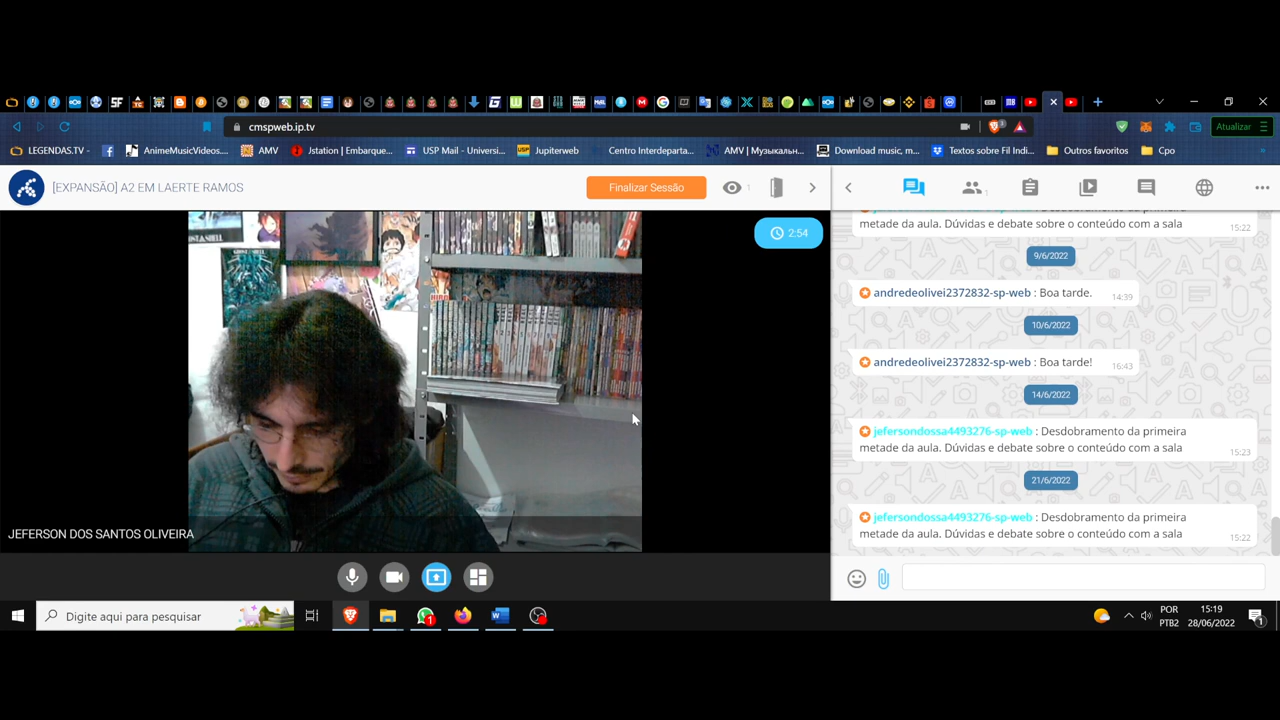 cmspweb.ip.tv
Atualizar
LEGENDAS.TV -
AnimeMusicVideos....
AMV
Jstation | Embarque...
USP Mail - Universi...
Jupiterweb
Centro Interdeparta...
AMV | Музыкальн...
Download music, m...
Textos sobre Fil Indi...
Outros favoritos
Cpo
[EXPANSÃO] A2 EM LAERTE RAMOS
Finalizar Sessão
1
1
2:54
metade da aula. Dúvidas e debate sobre o conteúdo com a sala
15:22
9/6/2022
andredeolivei2372832-sp-web : Boa tarde.
14:39
10/6/2022
andredeolivei2372832-sp-web : Boa tarde!
16:43
14/6/2022
jefersondossa4493276-sp-web : Desdobramento da primeira
metade da aula. Dúvidas e debate sobre o conteúdo com a sala
15:23
21/6/2022
jefersondossa4493276-sp-web : Desdobramento da primeira
metade da aula. Dúvidas e debate sobre o conteúdo com a sala
15:22
JEFERSON DOS SANTOS OLIVEIRA
Digite aqui para pesquisar
1
POR
PTB2
15:19
28/06/2022
1